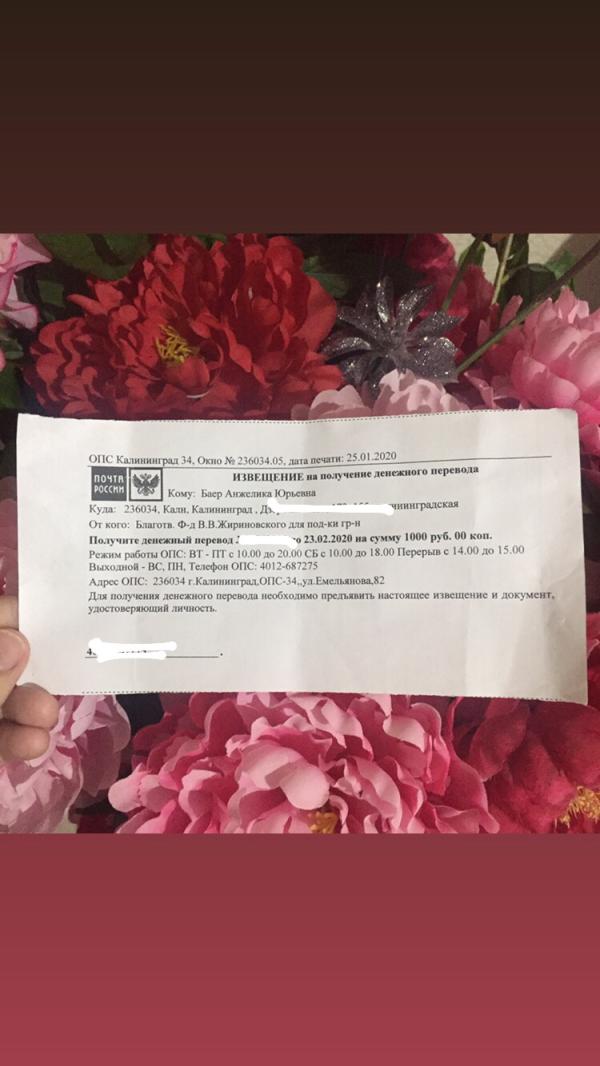 ОПС Калининград 34, Окно № 236034.05, дата печати: 25.01.2020
ПОЧТА РОССИИ
ИЗВЕЩЕНИЕ на получение денежного перевода
Кому: Баер Анжелика Юрьевна
Куда: 236034, Калн, Калининград ,
От кого: Благотв. Ф-д В.В.Жириновского для под-ки гр-н
Получите денежный перевод до 23.02.2020 на сумму 1000 руб. 00 коп.
Режим работы ОПС: ВТ - ПТ с 10.00 до 20.00 СБ с 10.00 до 18.00 Перерыв с 14.00 до 15.00
Выходной - ВС, ПН, Телефон ОПС: 4012-687275
Адрес ОПС: 236034 г.Калининград,ОПС-34,,ул.Емельянова,82
Для получения денежного перевода необходимо предъявить настоящее извещение и документ,
удостоверяющий личность.